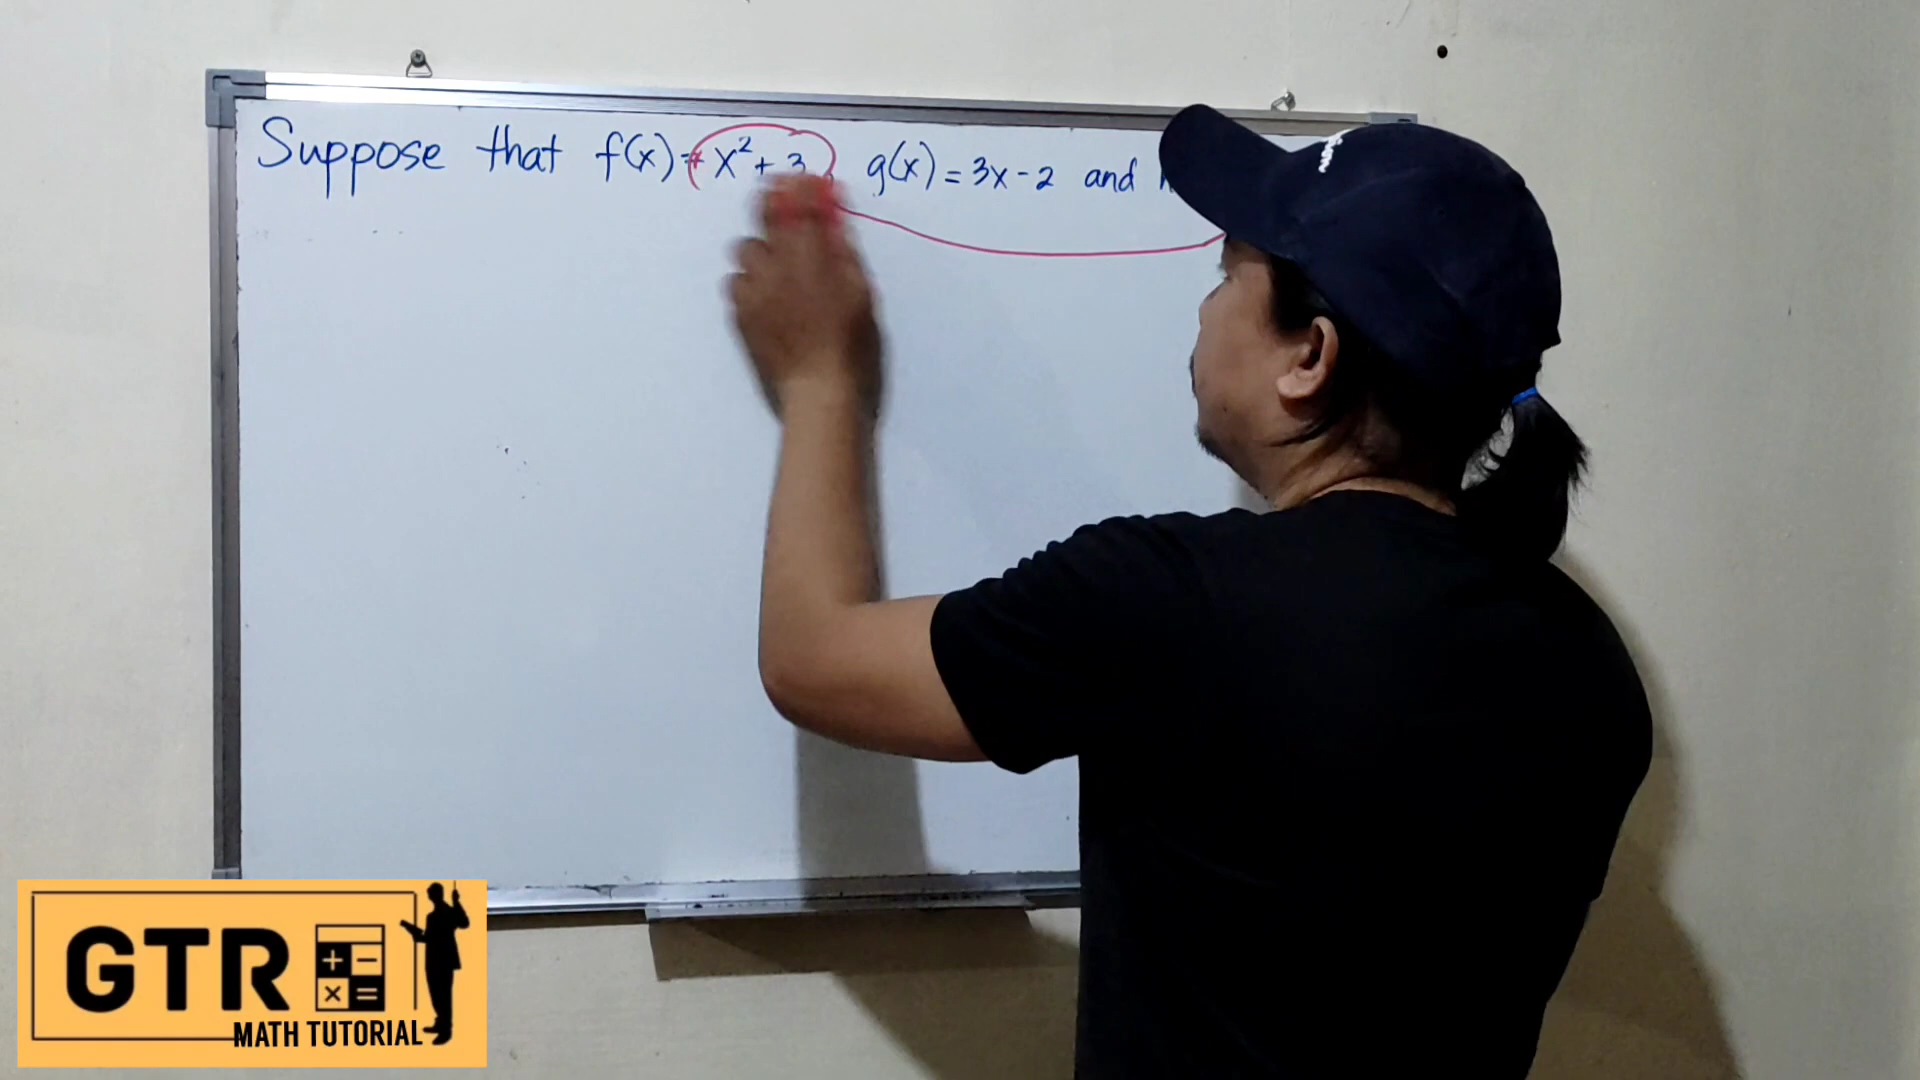 Suppose that f(x) = x² + 3 g(x) = 3x - 2 and
GTR
+ -
× =
MATH TUTORIAL